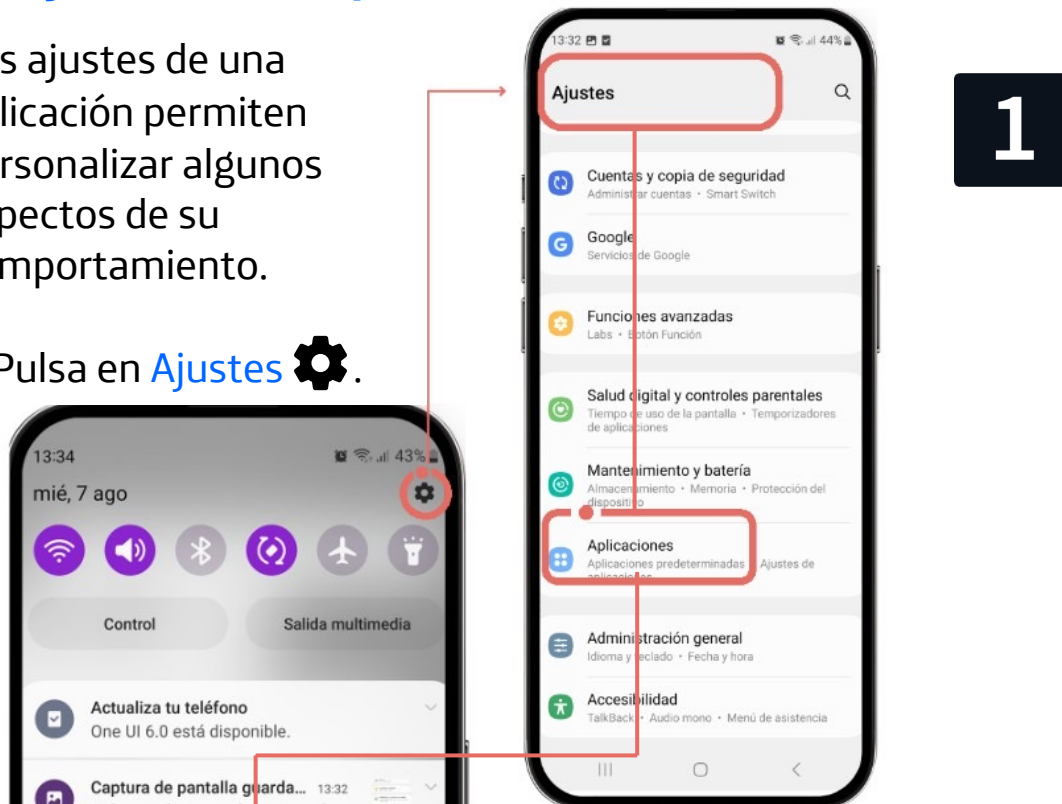 s ajustes de una
licación permiten
rsonalizar algunos
pectos de su
mportamiento.
Pulsa en Ajustes
13:34
43%
mié, 7 ago
Control
Salida multimedia
Actualiza tu teléfono
One UI 6.0 está disponible.
Captura de pantalla guarda... 13:32
13:32
44%
Ajustes
Cuentas y copia de seguridad
Administrar cuentas • Smart Switch
Google
Servicios de Google
Funciones avanzadas
Labs • Botón Función
Salud digital y controles parentales
Tiempo de uso de la pantalla • Temporizadores
de aplicaciones
Mantenimiento y batería
Almacenamiento • Memoria • Protección del
dispositivo
Aplicaciones
Aplicaciones predeterminadas • Ajustes de
aplicaciones
Administración general
Idioma y teclado • Fecha y hora
Accesibilidad
TalkBack • Audio mono • Menú de asistencia
1